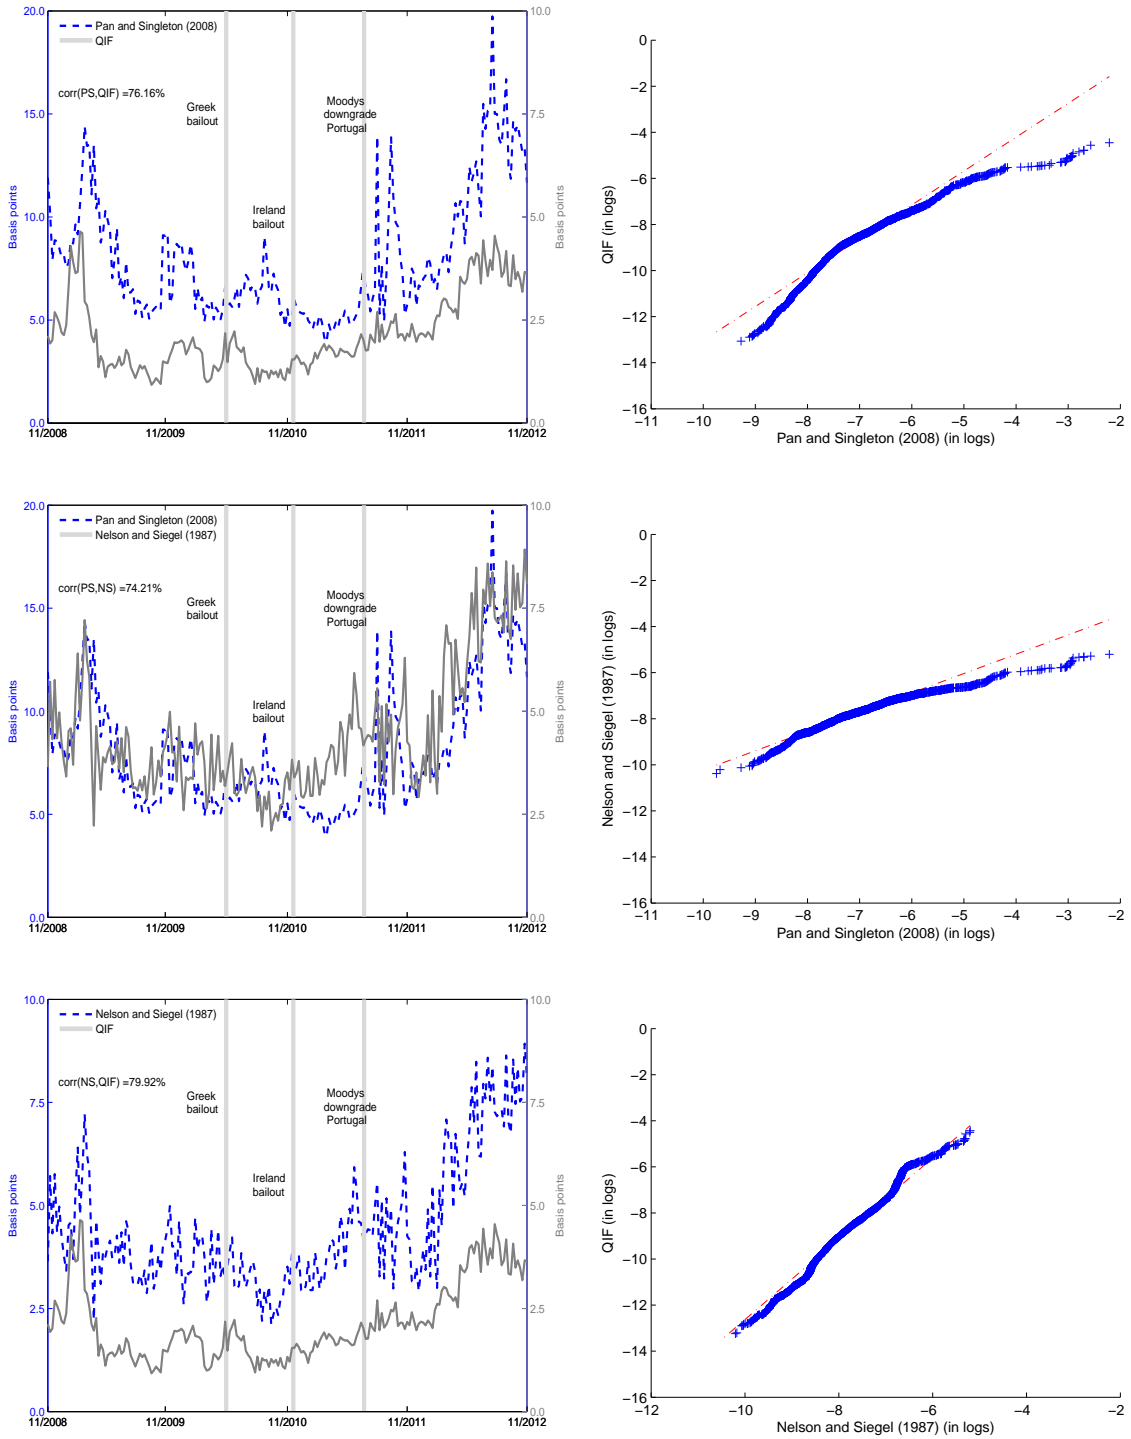 20.0
15.0
10.0
5.0
0.0
10.0
7.5
5.0
2.5
0.0
Basis points
Basis points
Pan and Singleton (2008)
QIF
corr(PS,QIF) =76.16%
Greek
bailout
Ireland
bailout
Moodys
downgrade
Portugal
11/2008
11/2009
11/2010
11/2011
11/2012
0
−2
−4
−6
−8
−10
−12
−14
−16
QIF (in logs)
−11
−10
−9
−8
−7
−6
−5
−4
−3
−2
Pan and Singleton (2008) (in logs)
20.0
15.0
10.0
5.0
0.0
10.0
7.5
5.0
2.5
0.0
Basis points
Basis points
Pan and Singleton (2008)
Nelson and Siegel (1987)
corr(PS,NS) =74.21%
Greek
bailout
Ireland
bailout
Moodys
downgrade
Portugal
11/2008
11/2009
11/2010
11/2011
11/2012
0
−2
−4
−6
−8
−10
−12
−14
−16
Nelson and Siegel (1987) (in logs)
−11
−10
−9
−8
−7
−6
−5
−4
−3
−2
Pan and Singleton (2008) (in logs)
10.0
7.5
5.0
2.5
0.0
10.0
7.5
5.0
2.5
0.0
Basis points
Basis points
Nelson and Siegel (1987)
QIF
corr(NS,QIF) =79.92%
Greek
bailout
Ireland
bailout
Moodys
downgrade
Portugal
11/2008
11/2009
11/2010
11/2011
11/2012
0
−2
−4
−6
−8
−10
−12
−14
−16
QIF (in logs)
−12
−10
−8
−6
−4
−2
Nelson and Siegel (1987) (in logs)